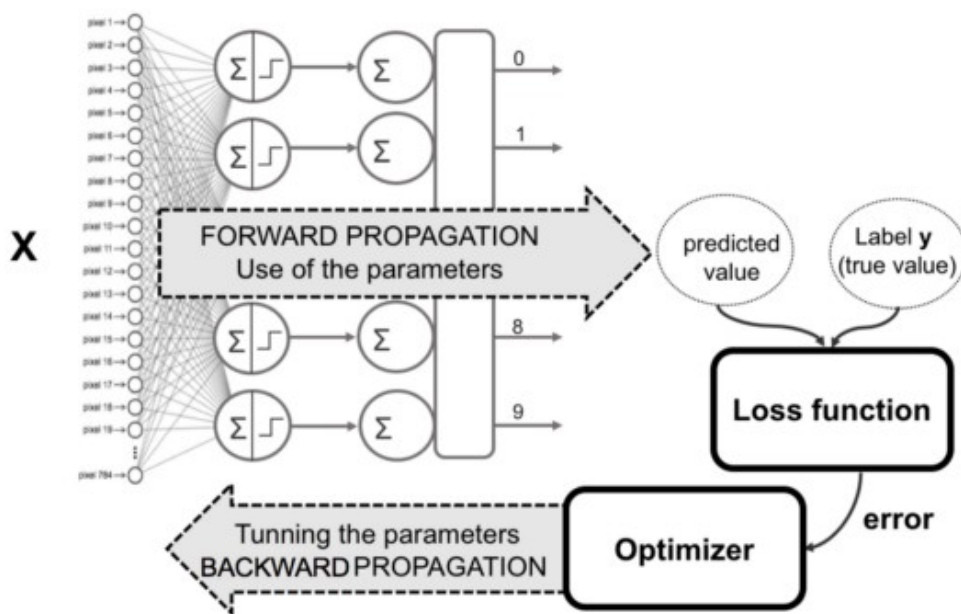 pixel 1
pixel 2
pixel 3
pixel 4
pixel 5
pixel 6
pixel 7
pixel 8
pixel 9
pixel 10
pixel 11
pixel 12
pixel 13
pixel 14
pixel 15
pixel 16
pixel 17
pixel 18
pixel 19
...
pixel 784
X
Σ
Σ
0
Σ
Σ
1
FORWARD PROPAGATION
Use of the parameters
Σ
Σ
8
Σ
Σ
9
predicted
value
Label y
(true value)
Loss function
error
Optimizer
Tunning the parameters
BACKWARD PROPAGATION